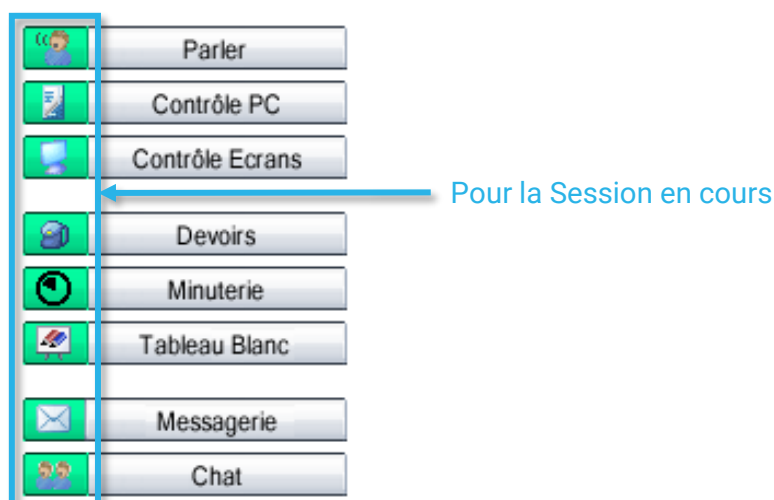 Parler
Contrôle PC
Contrôle Ecrans
Pour la Session en cours
Devoirs
Minuterie
Tableau Blanc
Messagerie
Chat